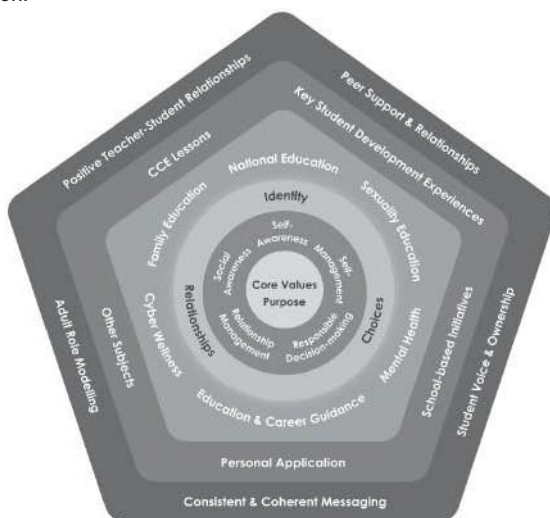 Positive Teacher-Student Relationships
Peer Support & Relationships
CCE Lessons
Key Student Development Experiences
National Education
Family Education
Sexuality Education
Identity
Self-
Awareness
Social
Awareness
Self-
Management
Core Values
Purpose
Relationships
Choices
Relationship
Management
Responsible
Decision-making
Cyber Wellness
Mental Health
Education & Career Guidance
Other Subjects
School-based Initiatives
Adult Role Modelling
Student Voice & Ownership
Personal Application
Consistent & Coherent Messaging